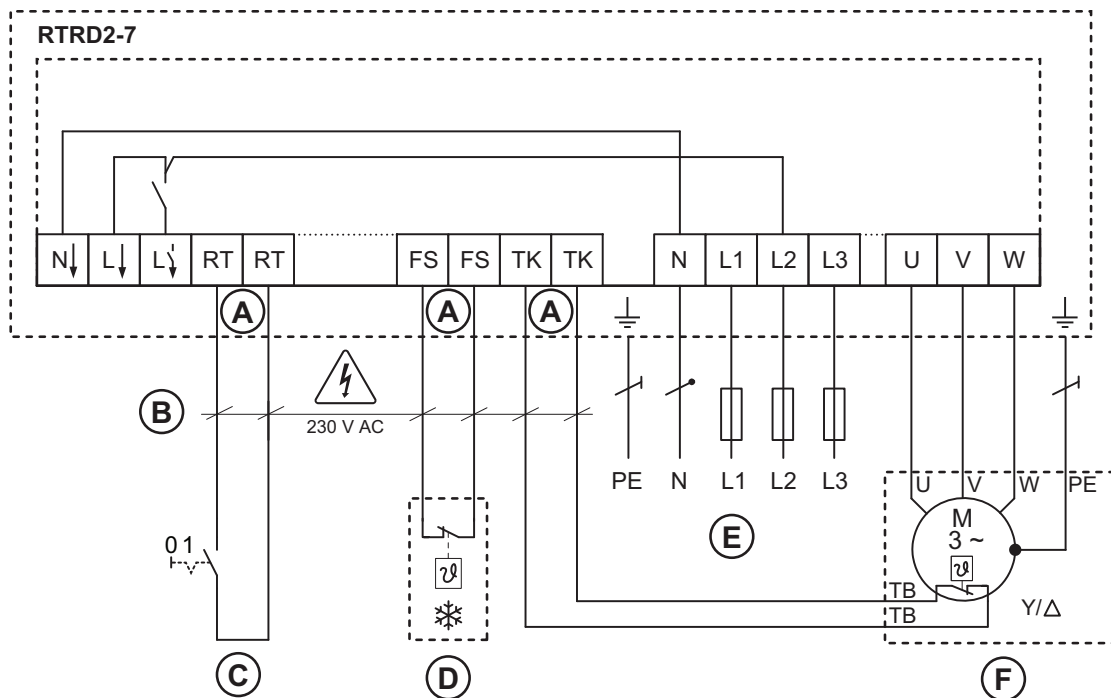 RTRD2-7
N L L RT RT FS FS TK TK N L1 L2 L3 U V W
A A A
B
230 V AC
PE N L1 L2 L3 U V W PE
M
3 ~
0 1
ϑ ϑ
E
TB
TB Y/Δ
C D F